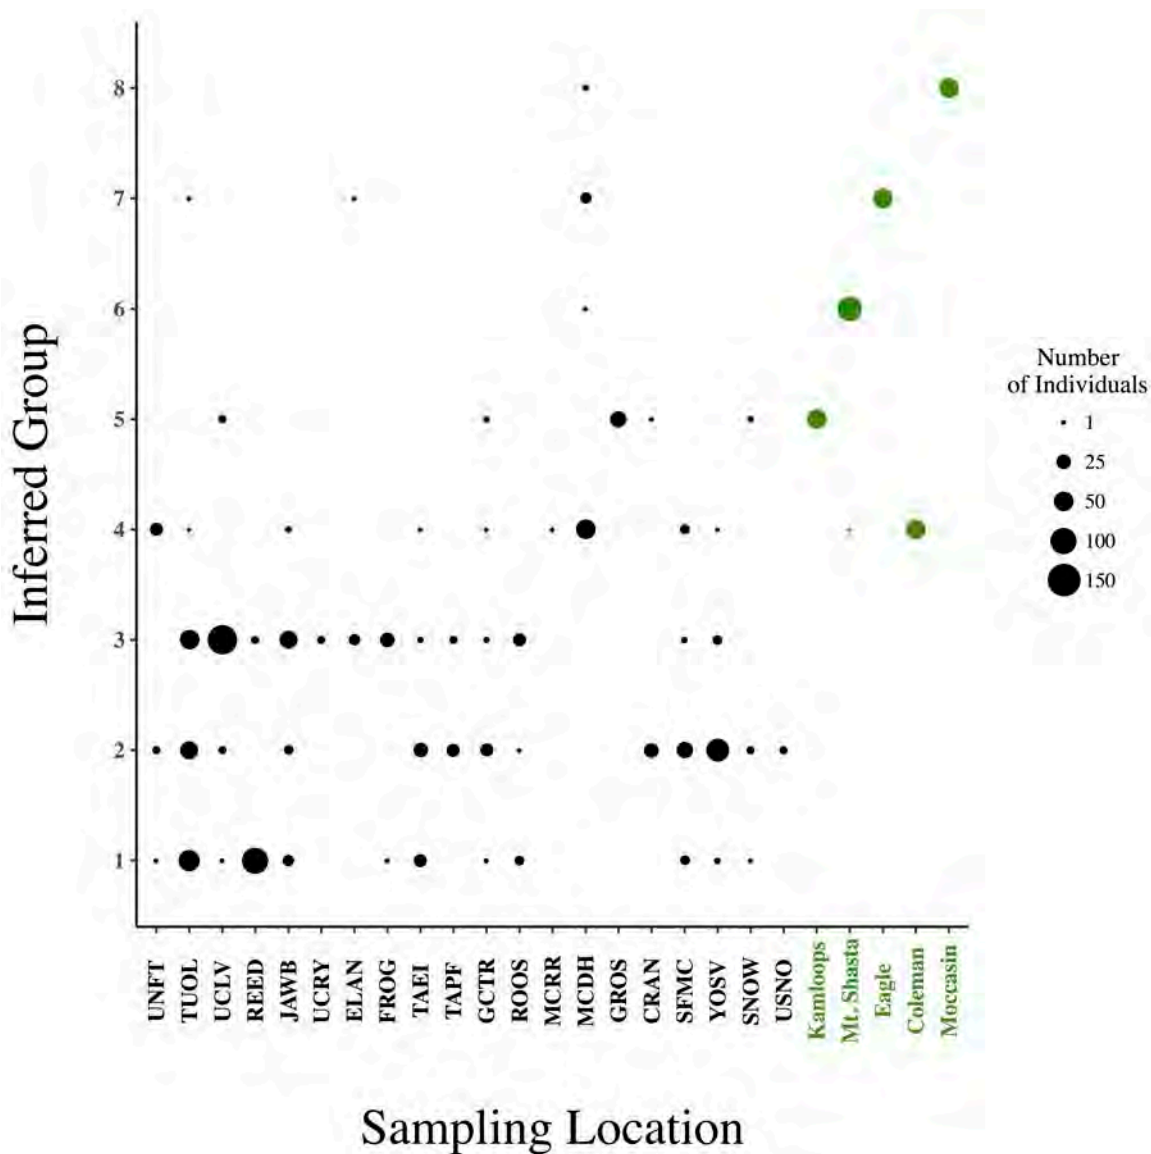 8
7
6
5
4
3
2
1
Inferred Group
UNFT
TUOL
UCLV
REED
JAWB
UCRY
ELAN
FROG
TAEI
TAPF
GCTR
ROOS
MCRR
MCDH
GROS
CRAN
SFMC
YOSV
SNOW
USNO
Kamloops
Mt. Shasta
Eagle
Coleman
Moccasin
Sampling Location
Number
of Individuals
1
25
50
100
150